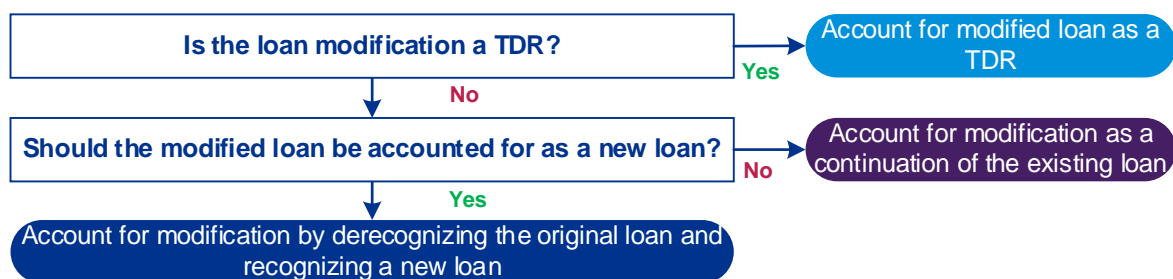 Is the loan modification a TDR?
Yes
Account for modified loan as a
TDR
No
Should the modified loan be accounted for as a new loan?
No
Account for modification as a
continuation of the existing loan
Yes
Account for modification by derecognizing the original loan and
recognizing a new loan